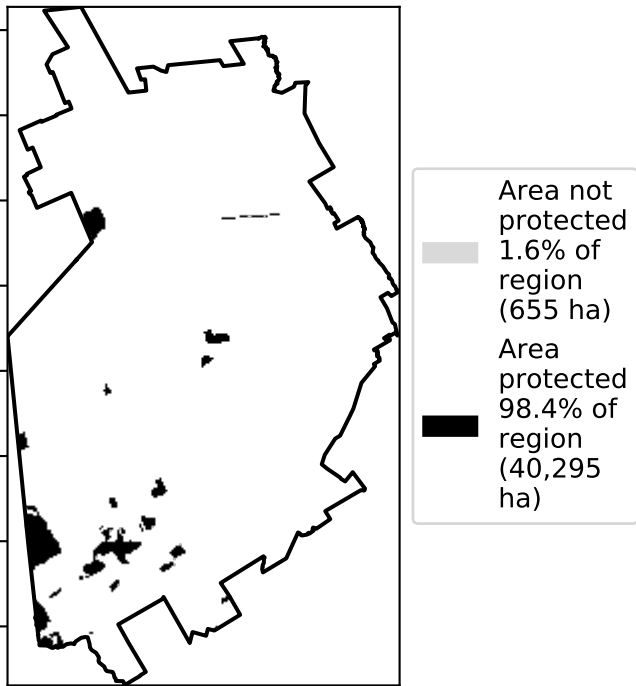 Area not
protected
1.6% of
region
(655 ha)
Area
protected
98.4% of
region
(40,295
ha)